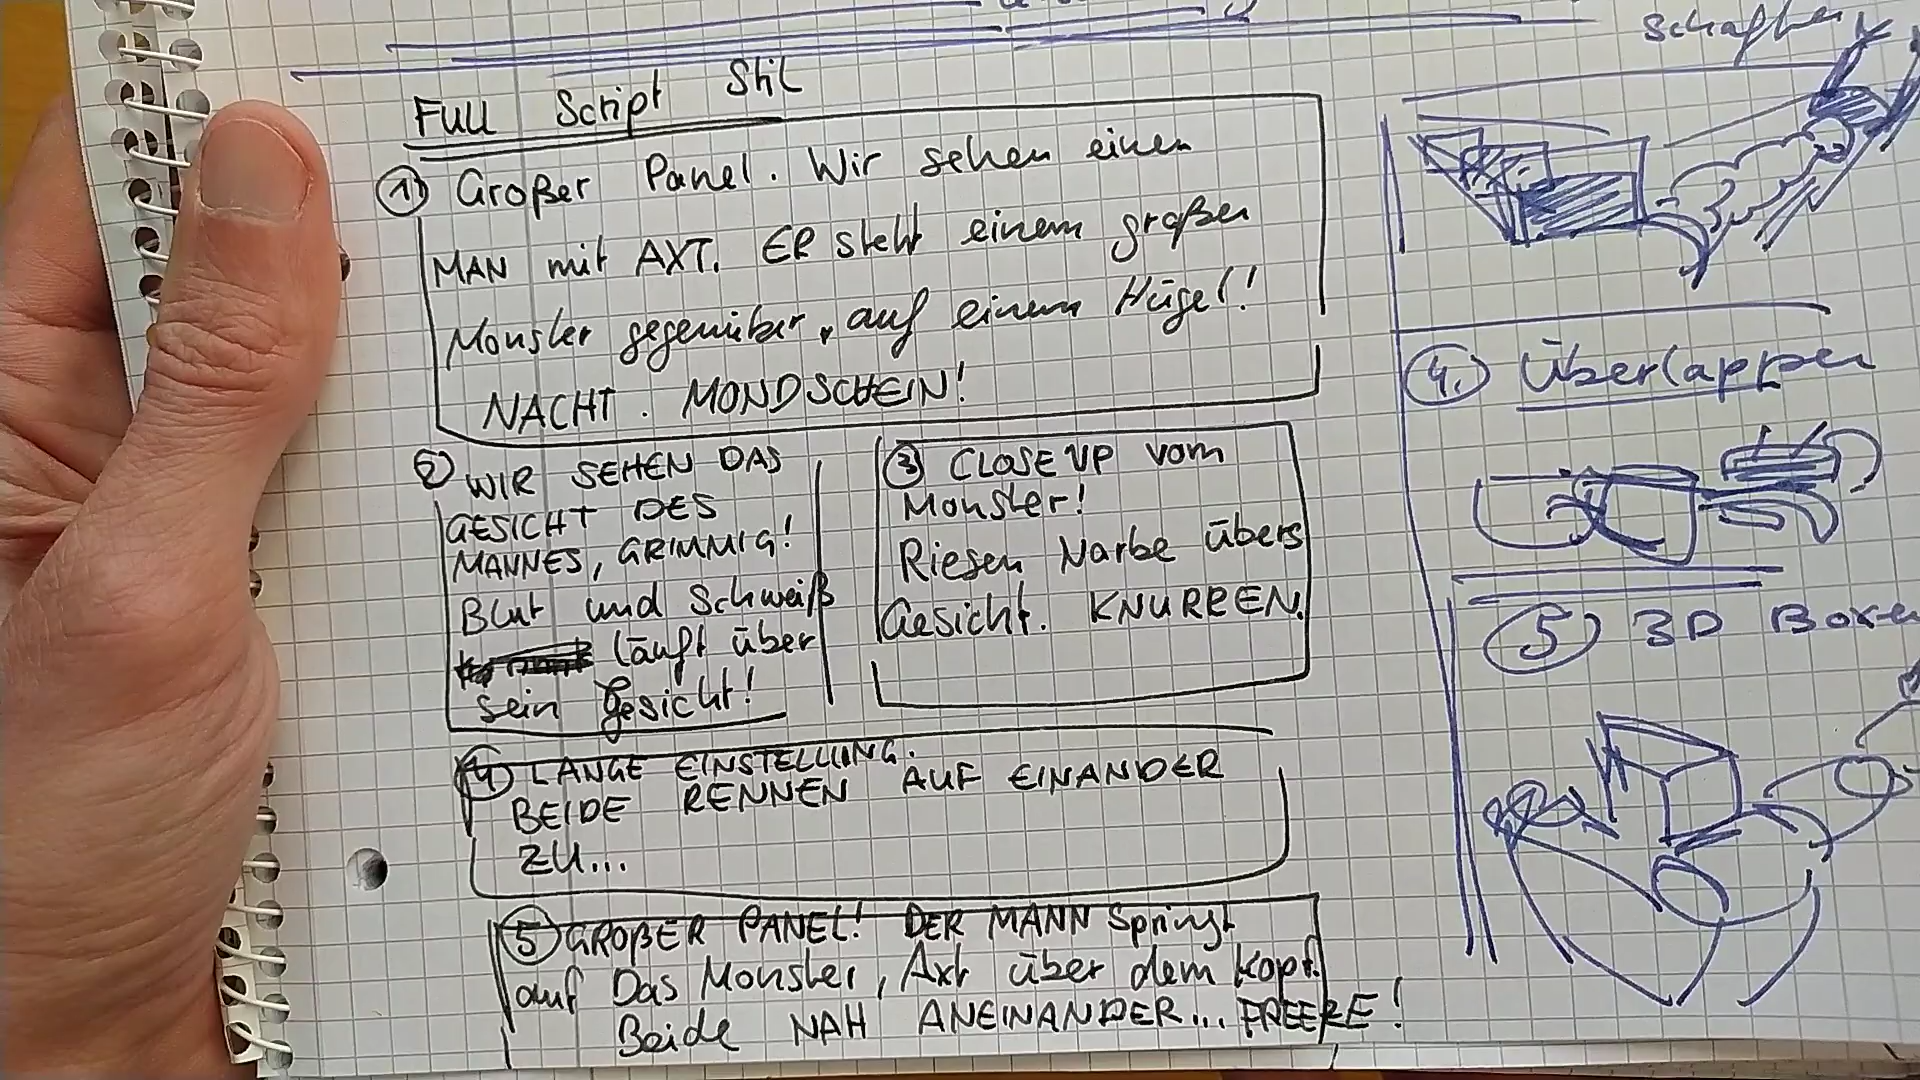 Full Script Stil
① Großer Panel. Wir sehen einen
MAN mit AXT. ER steht einem großen
Monster gegenüber, auf einem Hügel!
NACHT. MONDSCHEIN!
② WIR SEHEN DAS
GESICHT DES
MANNES, GRIMMIG!
Blut und Schweiß
läuft über
sein Gesicht!
③ CLOSE UP vom
Monster!
Riesen Narbe übers
Gesicht. KNURREN.
④ LANGE EINSTELLUNG.
BEIDE RENNEN AUF EINANDER
ZU...
⑤ GROßER PANEL! DER MANN Springt
auf Das Monster, Axt über dem Kopf.
Beide NAH ANEINANDER...
schaffen
4. Überlappen
⑤ 3D Boxen